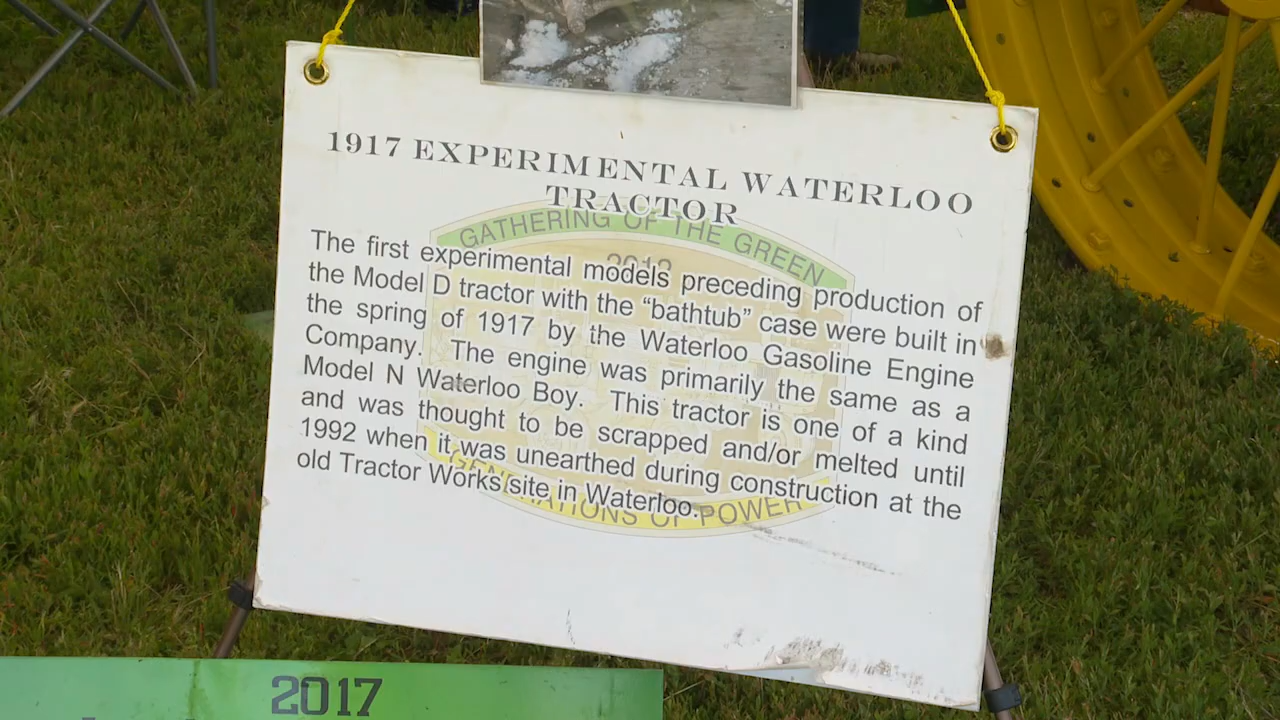 1917 EXPERIMENTAL WATERLOO
TRACTOR
GATHERING OF THE GREEN
2012
The first experimental models preceding production of
the Model D tractor with the “bathtub” case were built in
the spring of 1917 by the Waterloo Gasoline Engine
Company. The engine was primarily the same as a
Model N Waterloo Boy. This tractor is one of a kind
and was thought to be scrapped and/or melted until
1992 when it was unearthed during construction at the
old Tractor Works site in Waterloo.
GENERATIONS OF POWER
2017